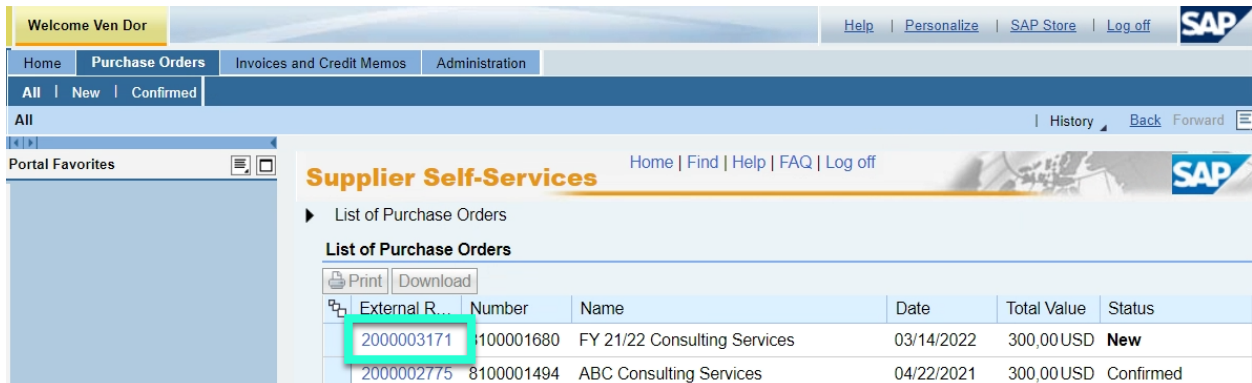 Welcome Ven Dor Help | Personalize | SAP Store | Log off SAP
Home Purchase Orders Invoices and Credit Memos Administration
All | New | Confirmed
All | History Back Forward
Portal Favorites
Supplier Self-Services Home | Find | Help | FAQ | Log off SAP
List of Purchase Orders
List of Purchase Orders
Print Download
External R... Number Name Date Total Value Status
2000003171 8100001680 FY 21/22 Consulting Services 03/14/2022 300,00 USD New
2000002775 8100001494 ABC Consulting Services 04/22/2021 300,00 USD Confirmed